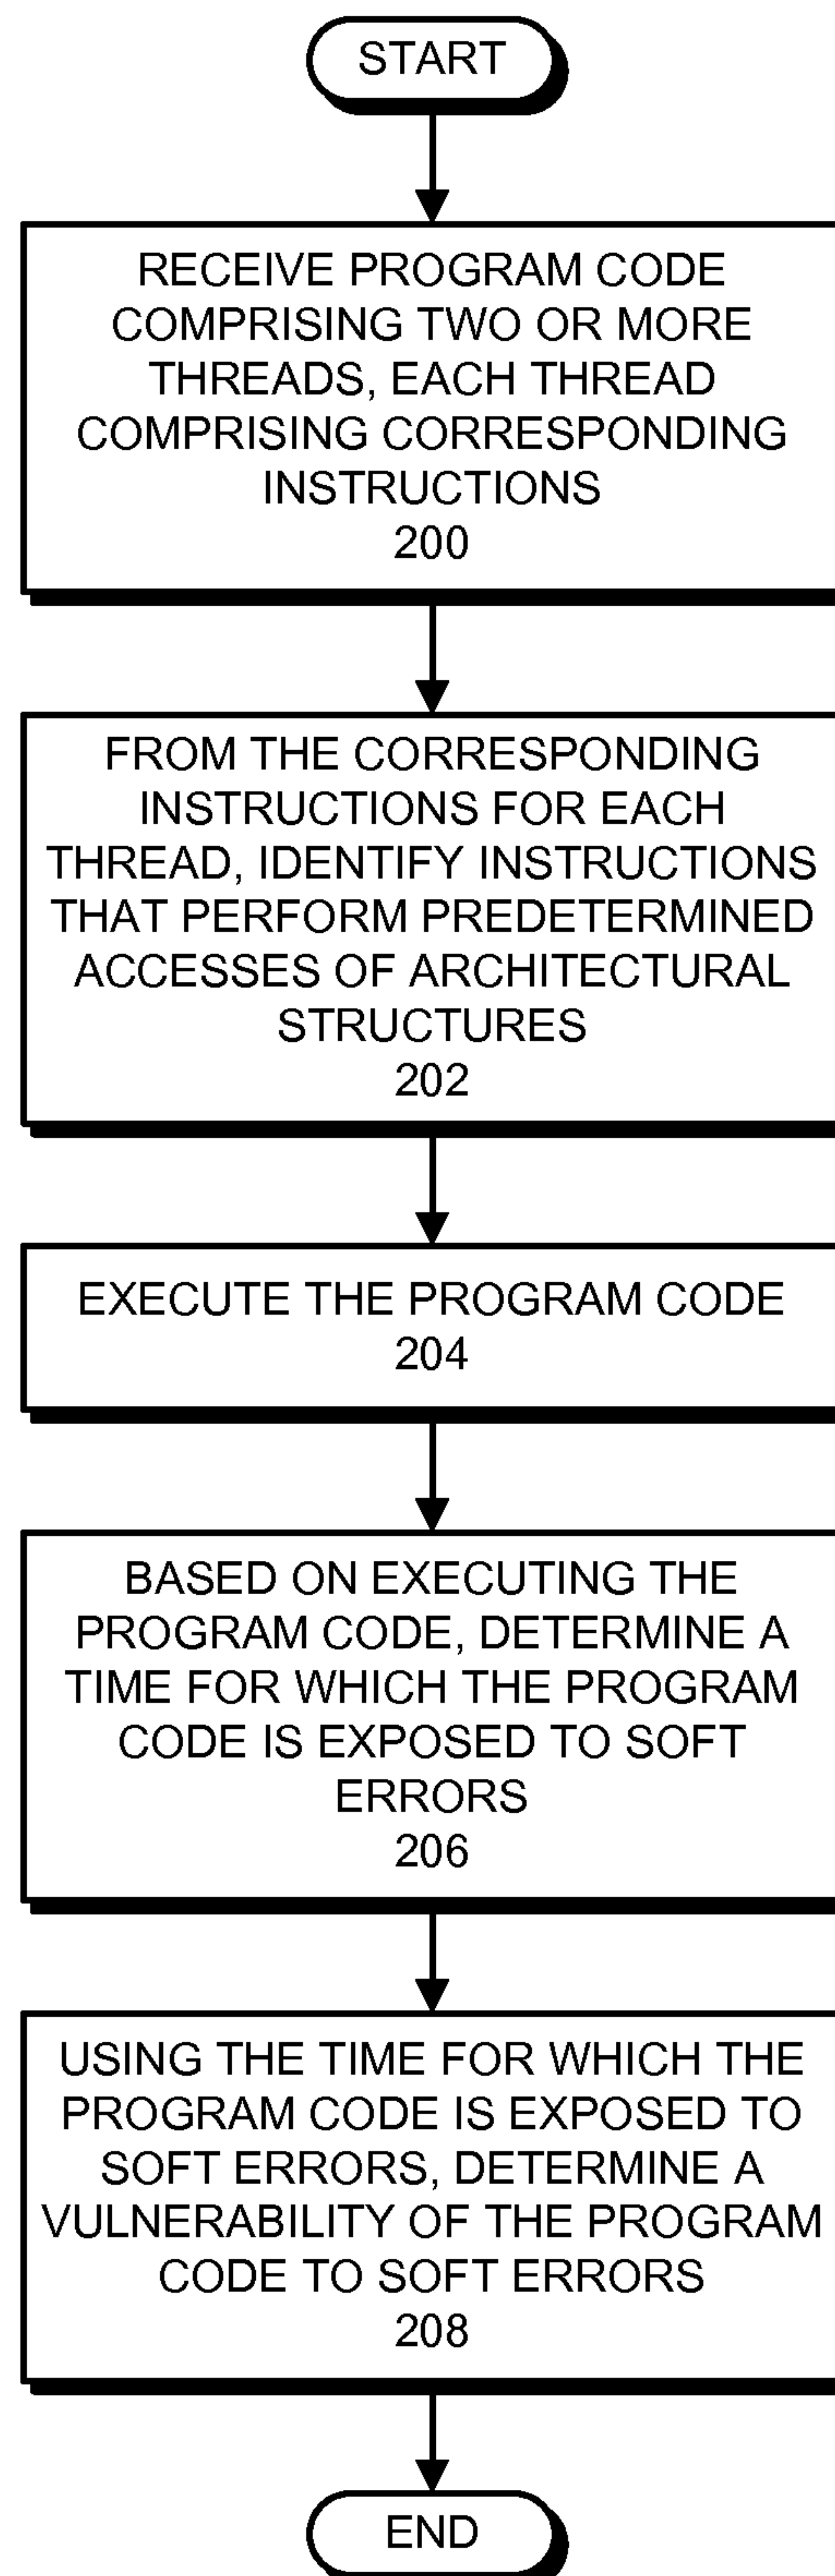 START
RECEIVE PROGRAM CODE
COMPRISING TWO OR MORE
THREADS, EACH THREAD
COMPRISING CORRESPONDING
INSTRUCTIONS
200
FROM THE CORRESPONDING
INSTRUCTIONS FOR EACH
THREAD, IDENTIFY INSTRUCTIONS
THAT PERFORM PREDETERMINED
ACCESSES OF ARCHITECTURAL
STRUCTURES
202
EXECUTE THE PROGRAM CODE
204
BASED ON EXECUTING THE
PROGRAM CODE, DETERMINE A
TIME FOR WHICH THE PROGRAM
CODE IS EXPOSED TO SOFT
ERRORS
206
USING THE TIME FOR WHICH THE
PROGRAM CODE IS EXPOSED TO
SOFT ERRORS, DETERMINE A
VULNERABILITY OF THE PROGRAM
CODE TO SOFT ERRORS
208
END